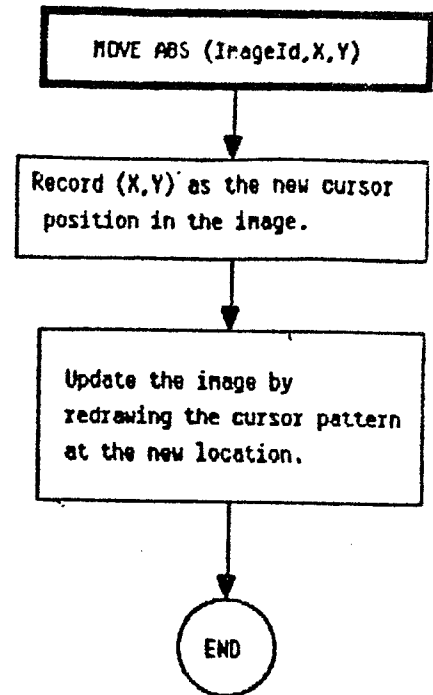 MOVE ABS (ImageId,X,Y)
Record (X,Y) as the new cursor
position in the image.
Update the image by
redrawing the cursor pattern
at the new location.
END